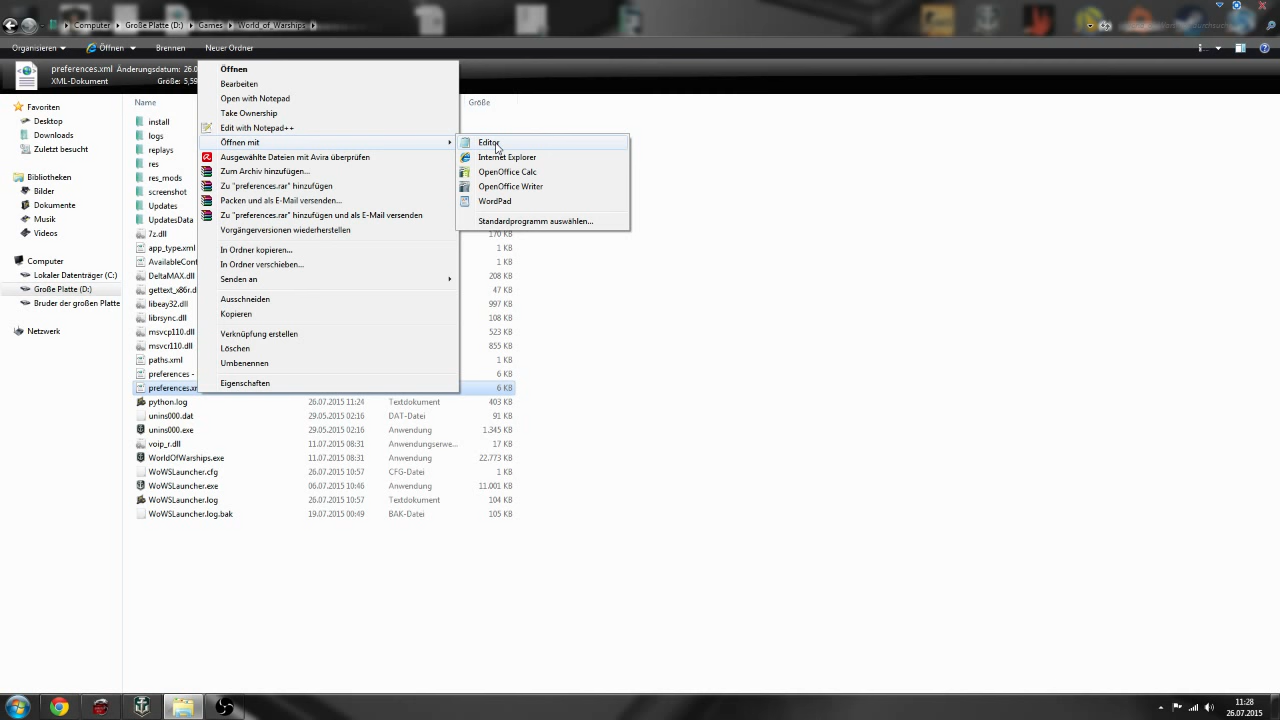 Computer ▸ Große Platte (D:) ▸ Games ▸ World_of_Warships ▸
Organisieren Öffnen Brennen Neuer Ordner
preferences.xml Änderungsdatum: 26.0
XML-Dokument Größe: 5,59
Name Größe
Favoriten
Desktop
Downloads
Zuletzt besucht
Bibliotheken
Bilder
Dokumente
Musik
Videos
Computer
Lokaler Datenträger (C:)
Große Platte (D:)
Bruder der großen Platte
Netzwerk
install
logs
replays
res
res_mods
screenshot
Updates
UpdatesData
7z.dll 170 KB
app_type.xml 1 KB
AvailableConf 1 KB
DeltaMAX.dll 208 KB
gettext_x86r.d 47 KB
libeay32.dll 997 KB
librsync.dll 108 KB
msvcp110.dll 523 KB
msvcr110.dll 855 KB
paths.xml 1 KB
preferences - 6 KB
preferences.xm 6 KB
python.log 26.07.2015 11:24 Textdokument 403 KB
unins000.dat 29.05.2015 02:16 DAT-Datei 91 KB
unins000.exe 29.05.2015 02:16 Anwendung 1.345 KB
voip_r.dll 11.07.2015 08:31 Anwendungserwe... 17 KB
WorldOfWarships.exe 11.07.2015 08:31 Anwendung 22.773 KB
WoWSLauncher.cfg 26.07.2015 10:57 CFG-Datei 1 KB
WoWSLauncher.exe 06.07.2015 10:46 Anwendung 11.001 KB
WoWSLauncher.log 26.07.2015 10:57 Textdokument 104 KB
WoWSLauncher.log.bak 19.07.2015 00:49 BAK-Datei 105 KB
Öffnen
Bearbeiten
Open with Notepad
Take Ownership
Edit with Notepad++
Öffnen mit
Ausgewählte Dateien mit Avira überprüfen
Zum Archiv hinzufügen...
Zu "preferences.rar" hinzufügen
Packen und als E-Mail versenden...
Zu "preferences.rar" hinzufügen und als E-Mail versenden
Vorgängerversionen wiederherstellen
In Ordner kopieren...
In Ordner verschieben...
Senden an
Ausschneiden
Kopieren
Verknüpfung erstellen
Löschen
Umbenennen
Eigenschaften
Editor
Internet Explorer
OpenOffice Calc
OpenOffice Writer
WordPad
Standardprogramm auswählen...
11:28
26.07.2015